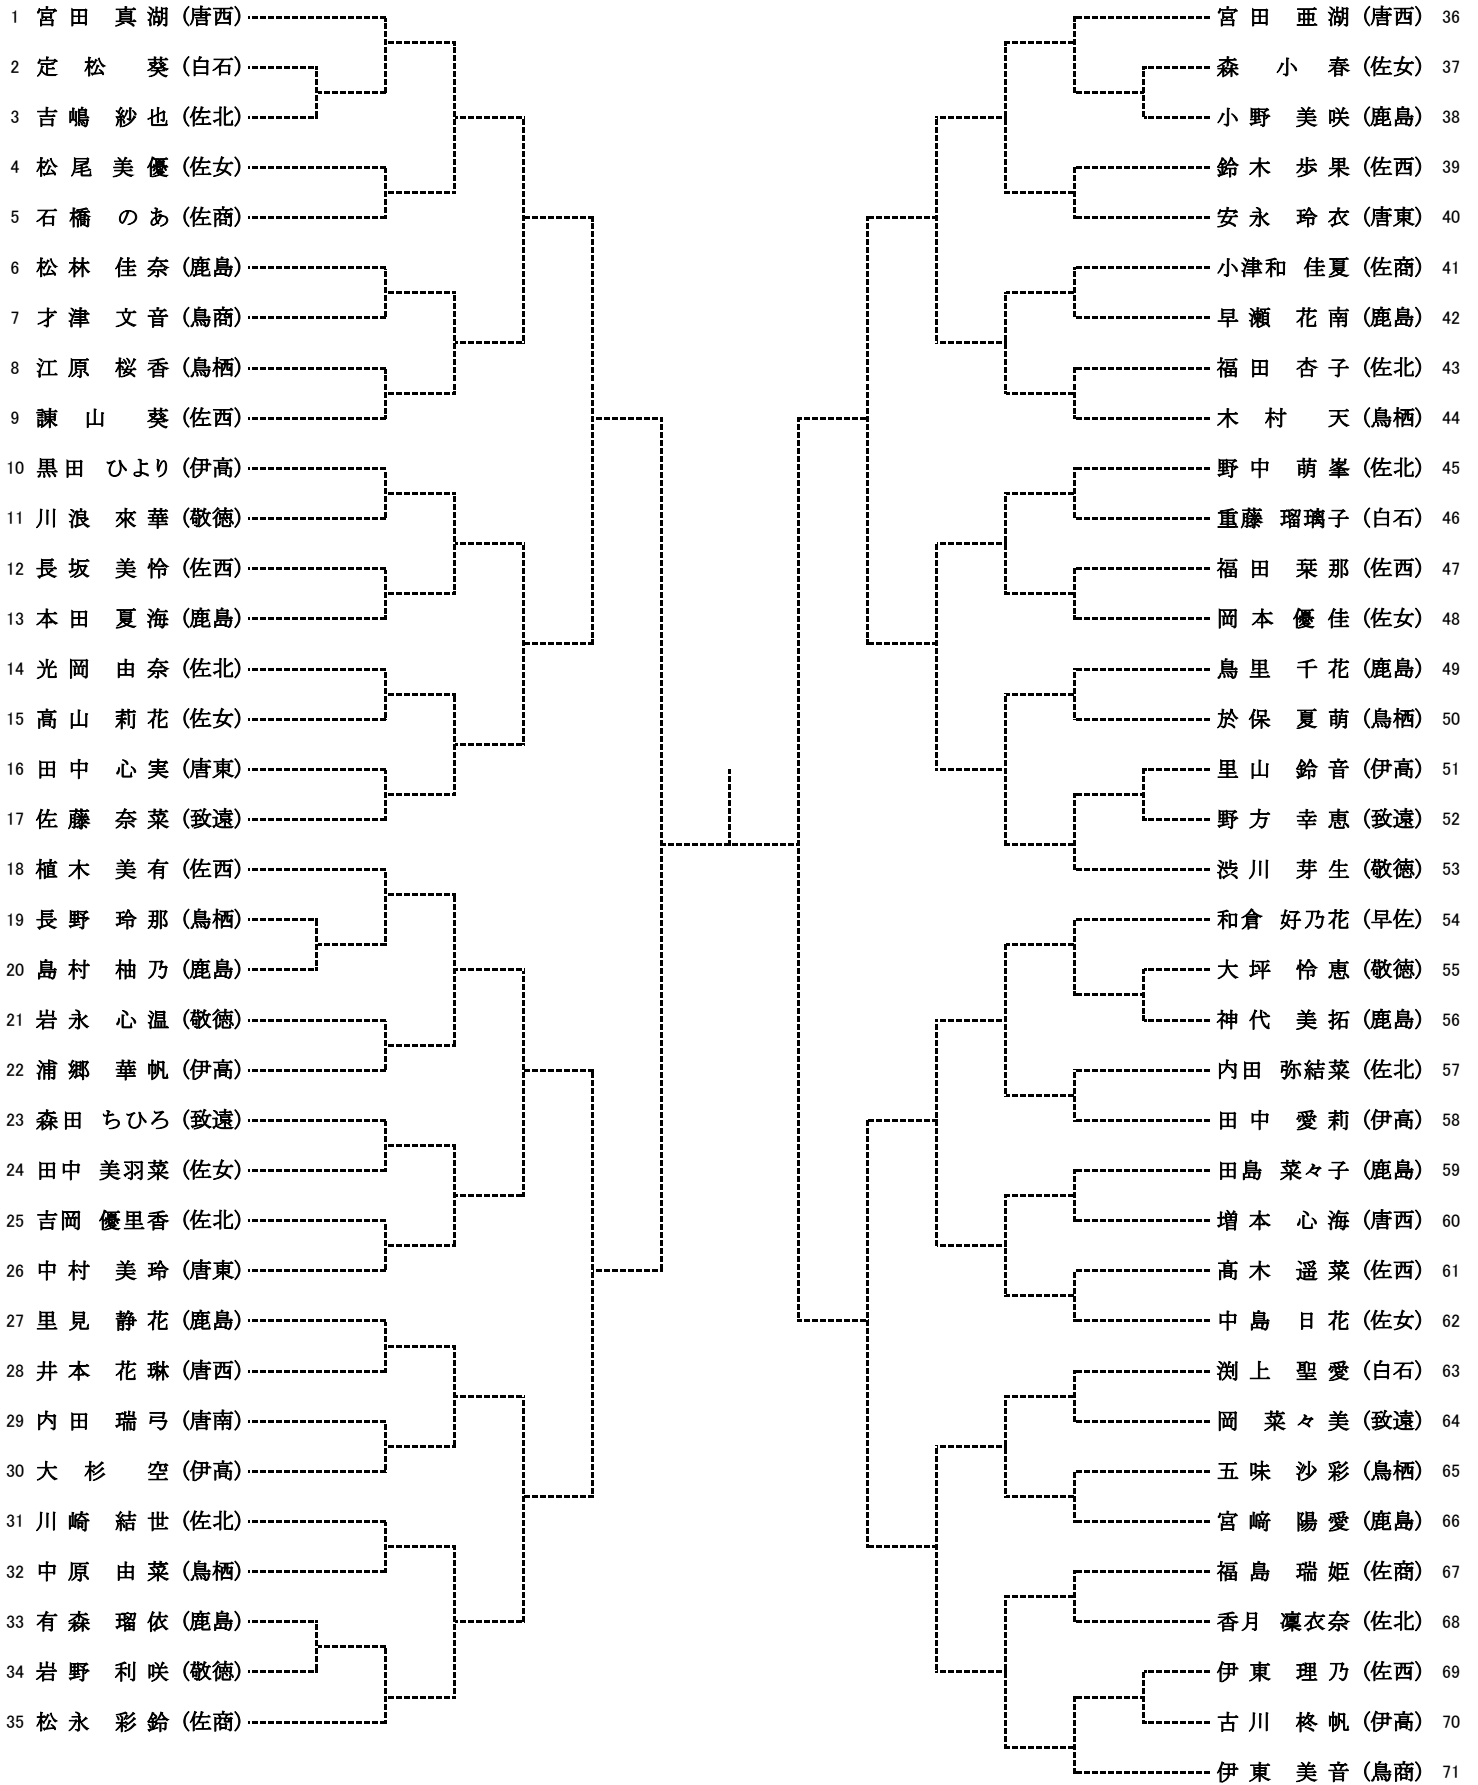 1 宮田 真湖 (唐西)
2 定松 葵 (白石)
3 吉嶋 紗也 (佐北)
4 松尾 美優 (佐女)
5 石橋 のあ (佐商)
6 松林 佳奈 (鹿島)
7 才津 文音 (鳥商)
8 江原 桜香 (鳥栖)
9 諌山 葵 (佐西)
10 黒田 ひより (伊高)
11 川浪 來華 (敬徳)
12 長坂 美怜 (佐西)
13 本田 夏海 (鹿島)
14 光岡 由奈 (佐北)
15 高山 莉花 (佐女)
16 田中 心実 (唐東)
17 佐藤 奈菜 (致遠)
18 植木 美有 (佐西)
19 長野 玲那 (鳥栖)
20 島村 柚乃 (鹿島)
21 岩永 心温 (敬徳)
22 浦郷 華帆 (伊高)
23 森田 ちひろ (致遠)
24 田中 美羽菜 (佐女)
25 吉岡 優里香 (佐北)
26 中村 美玲 (唐東)
27 里見 静花 (鹿島)
28 井本 花琳 (唐西)
29 内田 瑞弓 (唐南)
30 大杉 空 (伊高)
31 川崎 結世 (佐北)
32 中原 由菜 (鳥栖)
33 有森 瑠依 (鹿島)
34 岩野 利咲 (敬徳)
35 松永 彩鈴 (佐商)
宮田 亜湖 (唐西) 36
森 小春 (佐女) 37
小野 美咲 (鹿島) 38
鈴木 歩果 (佐西) 39
安永 玲衣 (唐東) 40
小津和 佳夏 (佐商) 41
早瀬 花南 (鹿島) 42
福田 杏子 (佐北) 43
木村 天 (鳥栖) 44
野中 萌峯 (佐北) 45
重藤 瑠璃子 (白石) 46
福田 栞那 (佐西) 47
岡本 優佳 (佐女) 48
鳥里 千花 (鹿島) 49
於保 夏萌 (鳥栖) 50
里山 鈴音 (伊高) 51
野方 幸恵 (致遠) 52
渋川 芽生 (敬徳) 53
和倉 好乃花 (早佐) 54
大坪 怜恵 (敬徳) 55
神代 美拓 (鹿島) 56
内田 弥結菜 (佐北) 57
田中 愛莉 (伊高) 58
田島 菜々子 (鹿島) 59
増本 心海 (唐西) 60
髙木 遥菜 (佐西) 61
中島 日花 (佐女) 62
渕上 聖愛 (白石) 63
岡 菜々美 (致遠) 64
五味 沙彩 (鳥栖) 65
宮﨑 陽愛 (鹿島) 66
福島 瑞姫 (佐商) 67
香月 凜衣奈 (佐北) 68
伊東 理乃 (佐西) 69
古川 柊帆 (伊高) 70
伊東 美音 (鳥商) 71